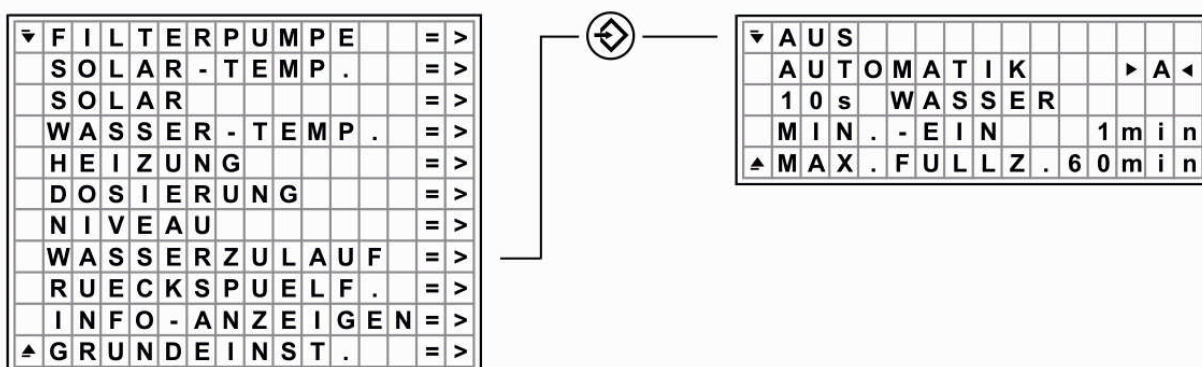 FILTERPUMPE =>
SOLAR-TEMP. =>
SOLAR =>
WASSER-TEMP. =>
HEIZUNG =>
DOSIERUNG =>
NIVEAU =>
WASSERZULAUF =>
RUECKSPUELF. =>
INFO-ANZEIGEN=>
GRUNDEINST. =>
AUS
AUTOMATIK ▶A◀
10s WASSER
MIN.-EIN 1min
MAX.FULLZ.60min